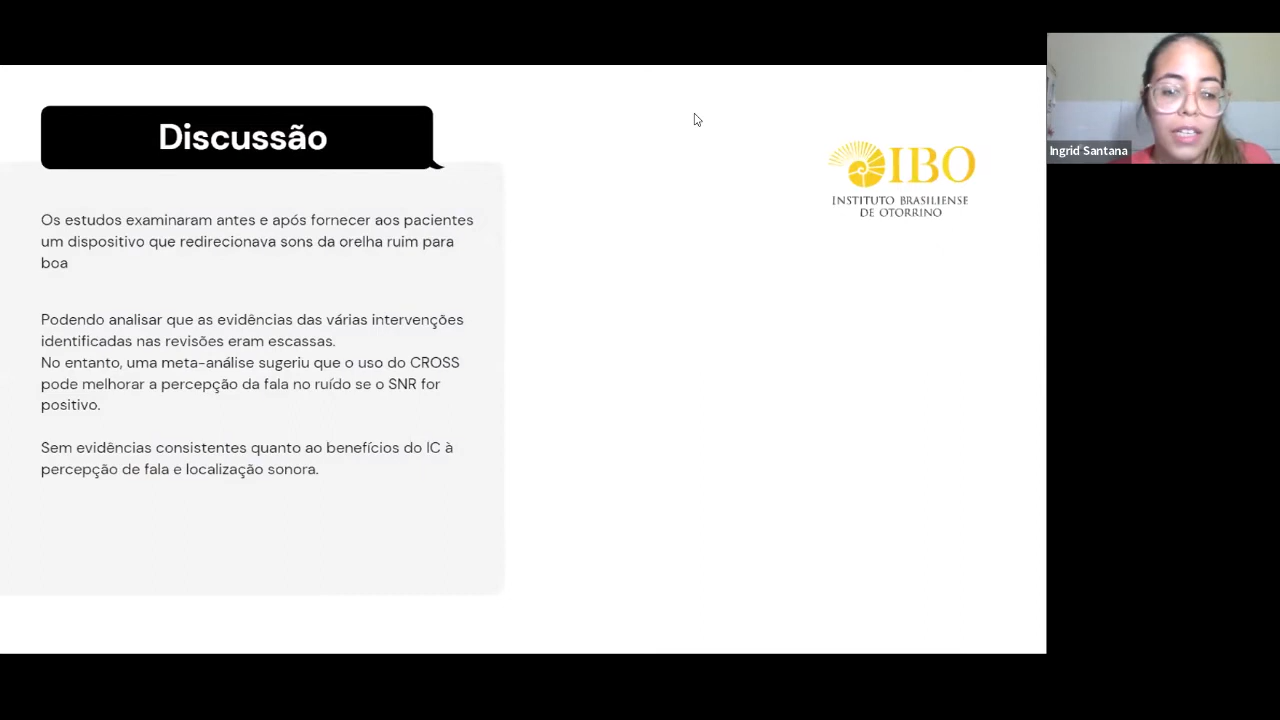 Discussão
Os estudos examinaram antes e após fornecer aos pacientes
um dispositivo que redirecionava sons da orelha ruim para
boa
Podendo analisar que as evidências das várias intervenções
identificadas nas revisões eram escassas.
No entanto, uma meta-análise sugeriu que o uso do CROSS
pode melhorar a percepção da fala no ruído se o SNR for
positivo.
Sem evidências consistentes quanto ao benefícios do IC à
percepção de fala e localização sonora.
IBO
INSTITUTO BRASILIENSE
DE OTORRINO
Ingrid Santana